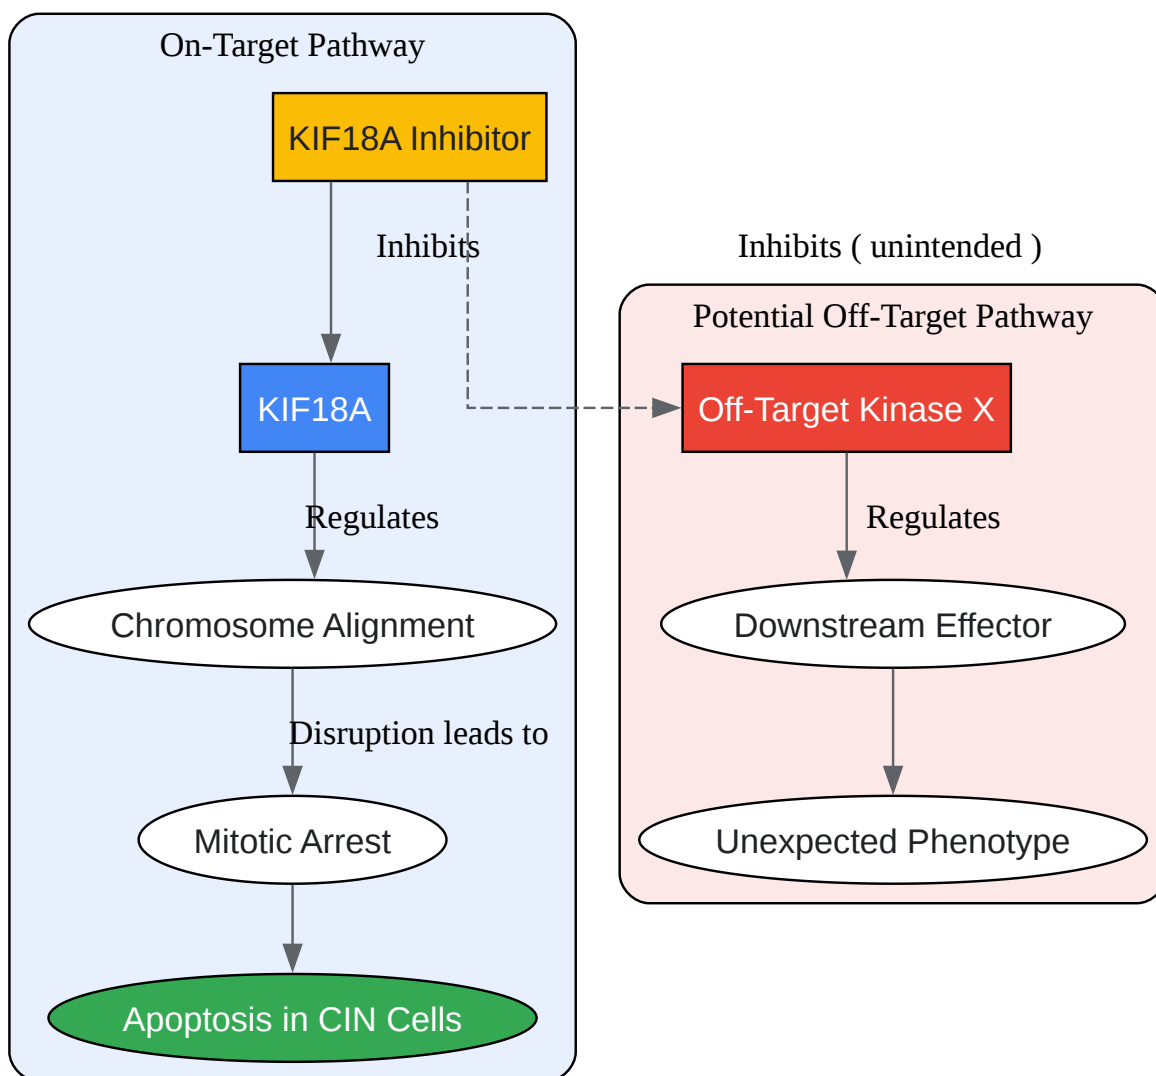 On-Target Pathway
KIF18A Inhibitor
Inhibits
KIF18A
Regulates
Chromosome Alignment
Disruption leads to
Mitotic Arrest
Apoptosis in CIN Cells
Inhibits ( unintended )
Potential Off-Target Pathway
Off-Target Kinase X
Regulates
Downstream Effector
Unexpected Phenotype